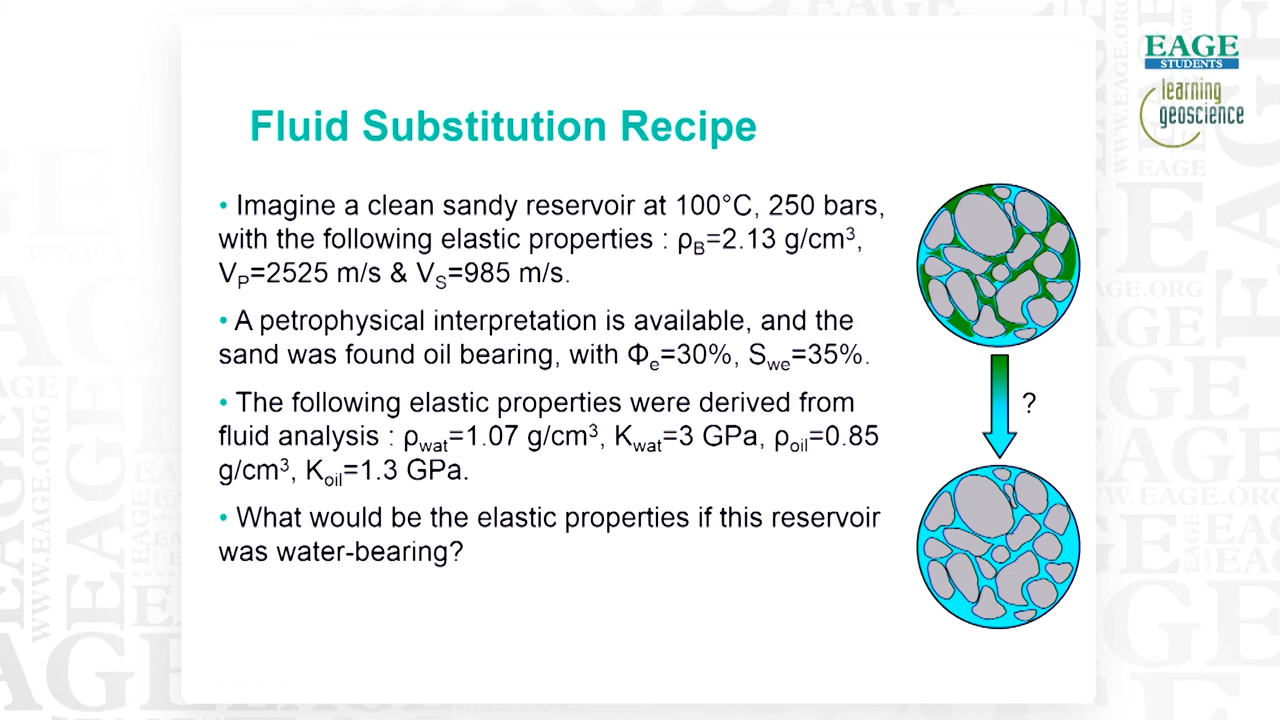 EAGE
STUDENTS
learning
geoscience
Fluid Substitution Recipe
• Imagine a clean sandy reservoir at 100°C, 250 bars,
with the following elastic properties : ρB=2.13 g/cm³,
VP=2525 m/s & VS=985 m/s.
• A petrophysical interpretation is available, and the
sand was found oil bearing, with Φe=30%, Swe=35%.
• The following elastic properties were derived from
fluid analysis : ρwat=1.07 g/cm³, Kwat=3 GPa, ρoil=0.85
g/cm³, Koil=1.3 GPa.
?
• What would be the elastic properties if this reservoir
was water-bearing?